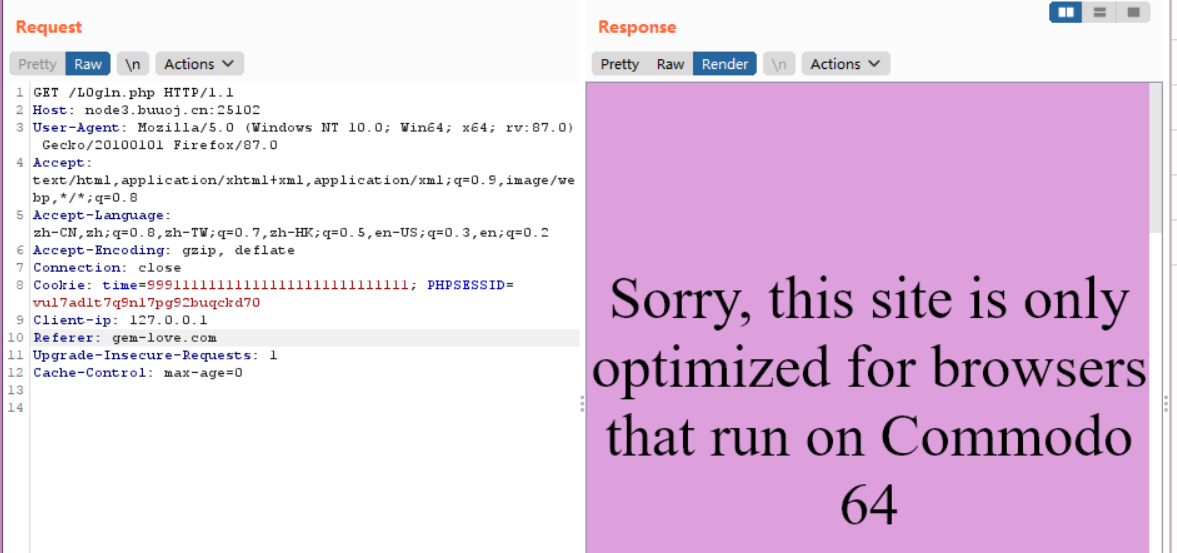 Request
Response
Pretty Raw \n Actions
Pretty Raw Render \n Actions
1 GET /L0g1n.php HTTP/1.1
2 Host: node3.buuoj.cn:25102
3 User-Agent: Mozilla/5.0 (Windows NT 10.0; Win64; x64; rv:87.0)
Gecko/20100101 Firefox/87.0
4 Accept:
text/html,application/xhtml+xml,application/xml;q=0.9,image/we
bp,*/*;q=0.8
5 Accept-Language:
zh-CN,zh;q=0.8,zh-TW;q=0.7,zh-HK;q=0.5,en-US;q=0.3,en;q=0.2
6 Accept-Encoding: gzip, deflate
7 Connection: close
8 Cookie: time=99911111111111111111111111111; PHPSESSID=
vul7adlt7q9nl7pg92buqckd70
9 Client-ip: 127.0.0.1
10 Referer: gem-love.com
11 Upgrade-Insecure-Requests: 1
12 Cache-Control: max-age=0
13
14
Sorry, this site is only
optimized for browsers
that run on Commodo
64